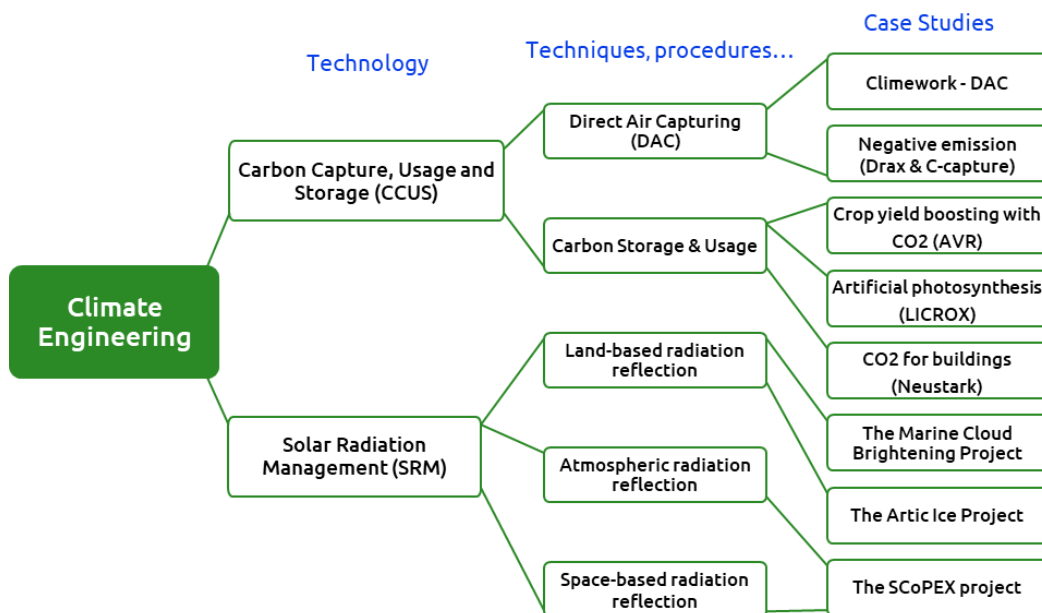 Case Studies
Technology
Techniques, procedures...
Climework - DAC
Direct Air Capturing
(DAC)
Negative emission
(Drax & C-capture)
Carbon Capture, Usage and
Storage (CCUS)
Crop yield boosting with
CO2 (AVR)
Carbon Storage & Usage
Artificial photosynthesis
(LICROX)
Climate
Engineering
Land-based radiation
reflection
CO2 for buildings
(Neustark)
Solar Radiation
Management (SRM)
The Marine Cloud
Brightening Project
Atmospheric radiation
reflection
The Artic Ice Project
Space-based radiation
reflection
The SCoPEX project